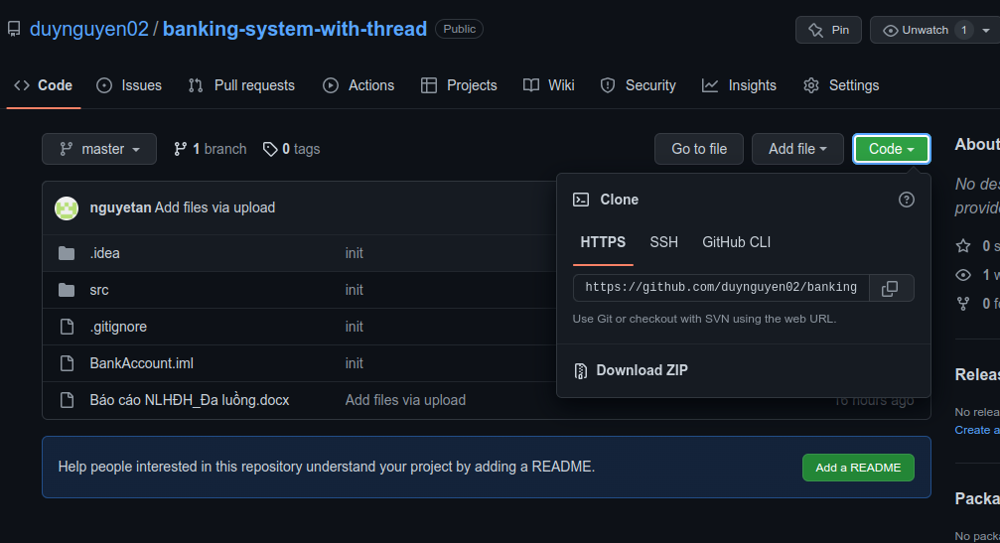 duynguyen02 / banking-system-with-thread Public
Pin
Unwatch 1
Code Issues Pull requests Actions Projects Wiki Security Insights Settings
master 1 branch 0 tags Go to file Add file Code
nguyetan Add files via upload
.idea init
src init
.gitignore init
BankAccount.iml init
Báo cáo NLHĐH_Đa luồng.docx Add files via upload 16 hours ago
Clone
HTTPS SSH GitHub CLI
https://github.com/duynguyen02/banking
Use Git or checkout with SVN using the web URL.
Download ZIP
Help people interested in this repository understand your project by adding a README. Add a README
About
No des
provide
0 s
1 w
0 fo
Releas
No relea
Create a
Packa
No pack